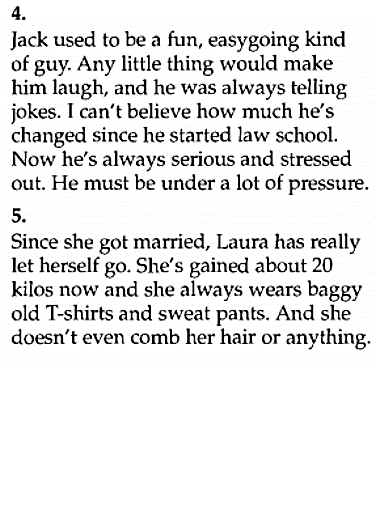 4.
Jack used to be a fun, easygoing kind
of guy. Any little thing would make
him laugh, and he was always telling
jokes. I can't believe how much he's
changed since he started law school.
Now he's always serious and stressed
out. He must be under a lot of pressure.
5.
Since she got married, Laura has really
let herself go. She's gained about 20
kilos now and she always wears baggy
old T-shirts and sweat pants. And she
doesn't even comb her hair or anything.